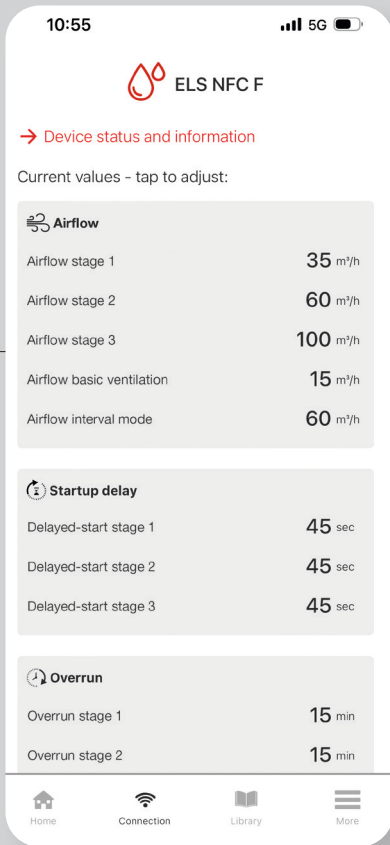 10:55 5G
ELS NFC F
→ Device status and information
Current values - tap to adjust:
Airflow
Airflow stage 1 35 m³/h
Airflow stage 2 60 m³/h
Airflow stage 3 100 m³/h
Airflow basic ventilation 15 m³/h
Airflow interval mode 60 m³/h
Startup delay
Delayed-start stage 1 45 sec
Delayed-start stage 2 45 sec
Delayed-start stage 3 45 sec
Overrun
Overrun stage 1 15 min
Overrun stage 2 15 min
Home Connection Library More